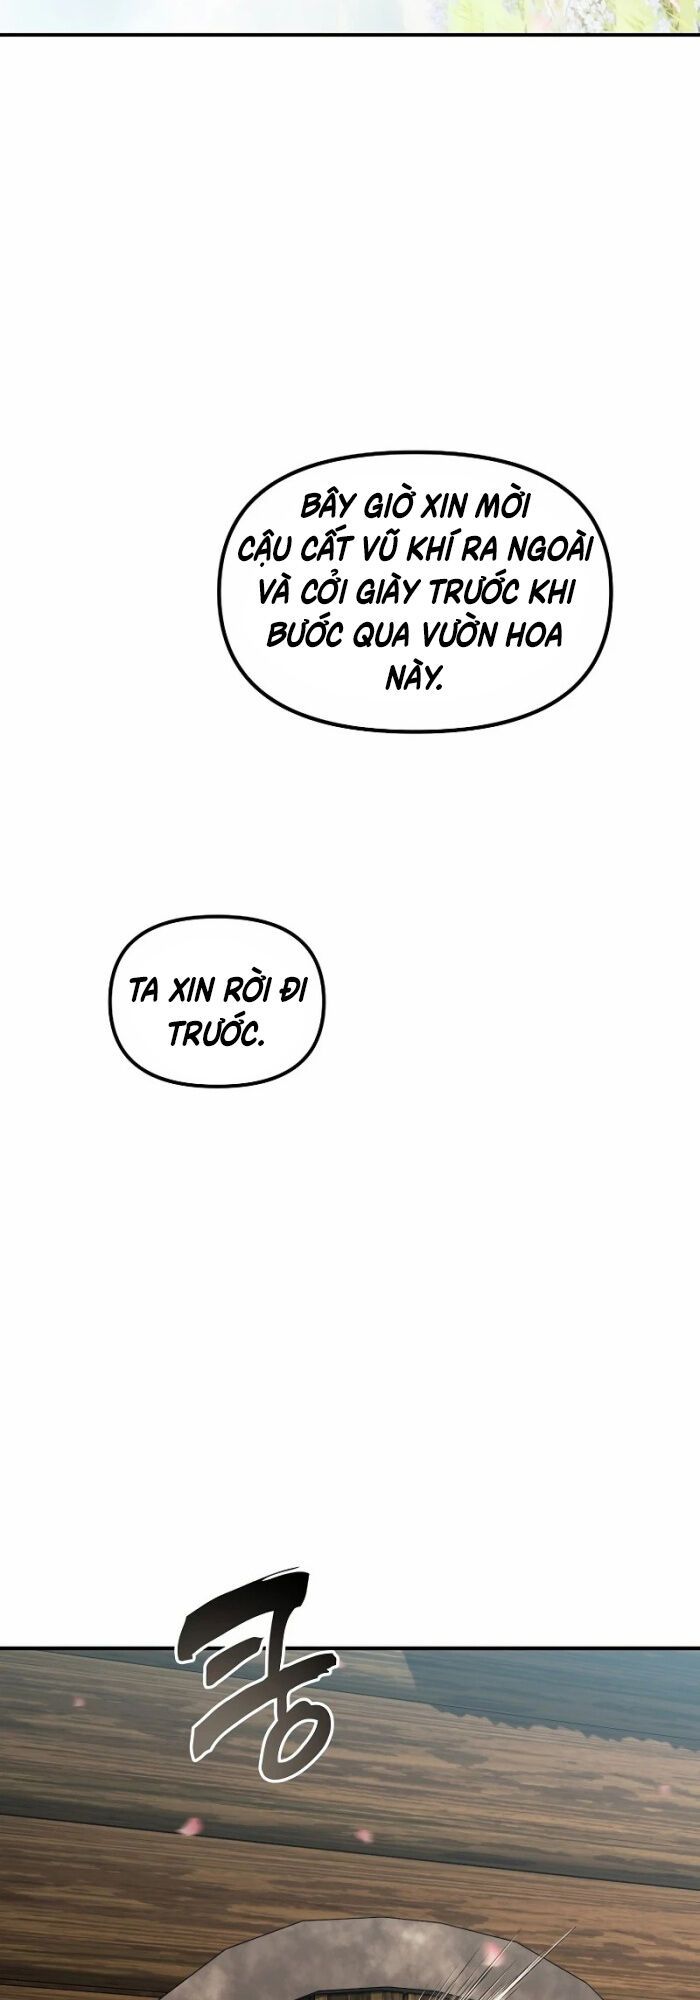 BÂY GIỜ XIN MỜI
CẬU CẤT VŨ KHÍ RA NGOÀI
VÀ CỞI GIÀY TRƯỚC KHI
BƯỚC QUA VƯỜN HOA
NÀY.
TA XIN RỜI ĐI
TRƯỚC.
쿵